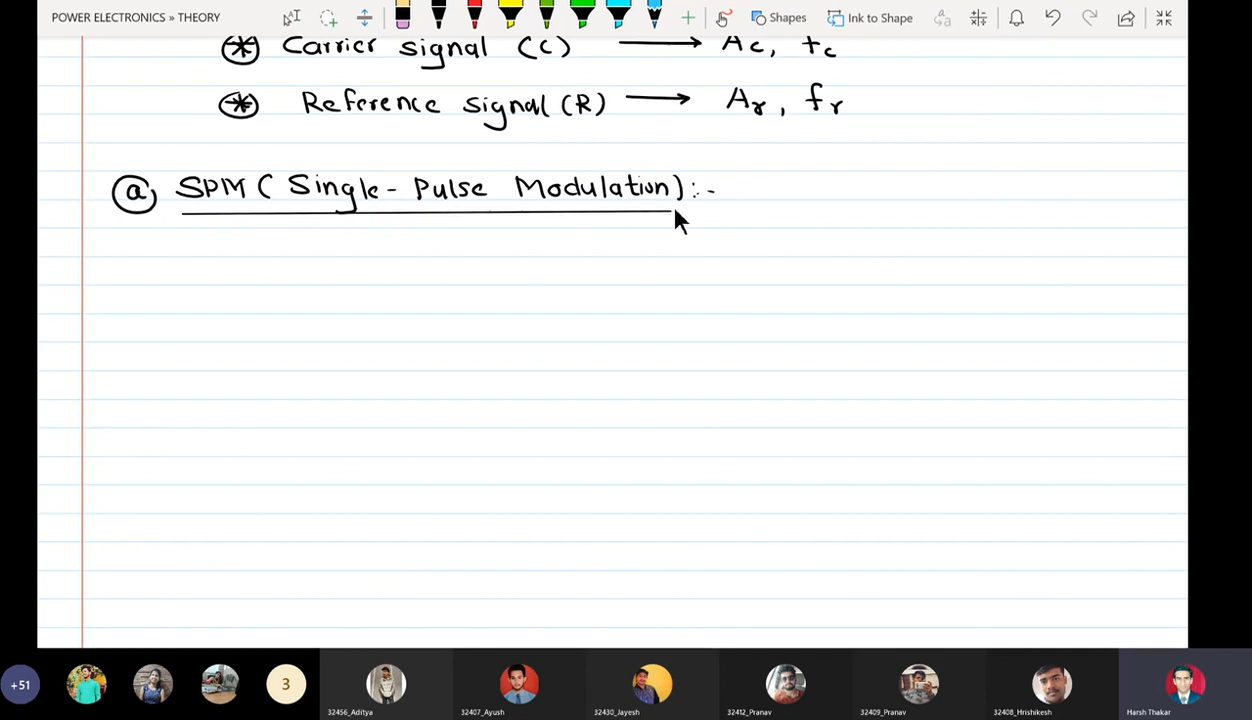 POWER ELECTRONICS » THEORY
Shapes
Ink to Shape
Carrier signal (C) → Ac, fc
Reference signal (R) → Ar, fr
a SPM ( Single - Pulse Modulation) :-
+51
3
32456_Aditya
32407_Ayush
32430_Jayesh
32412_Pranav
32409_Pranav
32408_Hrishikesh
Harsh Thakar